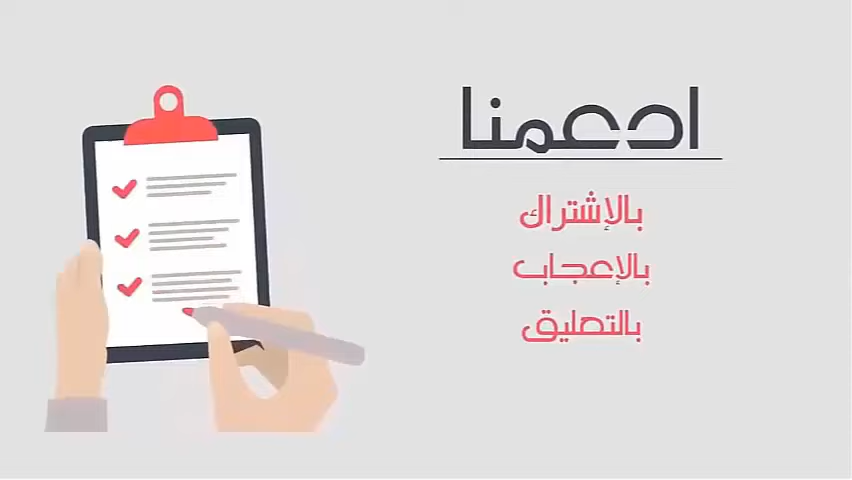 ادعمنا
بالإشتراك
بالإعجاب
بالتعليق